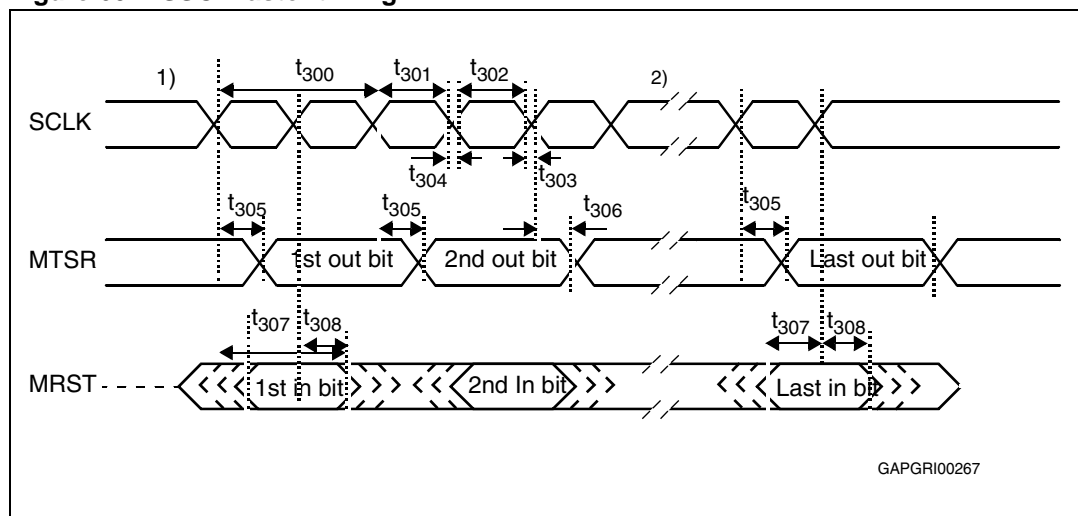 1) t300 t301 t302 2)
SCLK
t304 t303
t305 t305 t306 t305
MTSR 1st out bit 2nd out bit Last out bit
t307 t308 t307 t308
MRST 1st in bit 2nd In bit Last in bit
GAPGRI00267